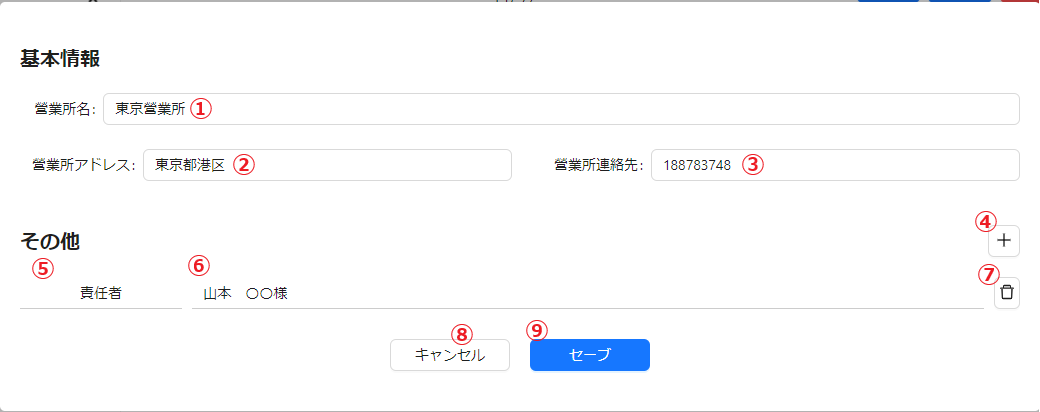 基本情報
営業所名: 東京営業所 ①
営業所アドレス: 東京都港区 ② 営業所連絡先: 188783748 ③
その他 ④
⑤ ⑥ ⑦
責任者 山本 〇〇様
⑧ ⑨
キャンセル セーブ